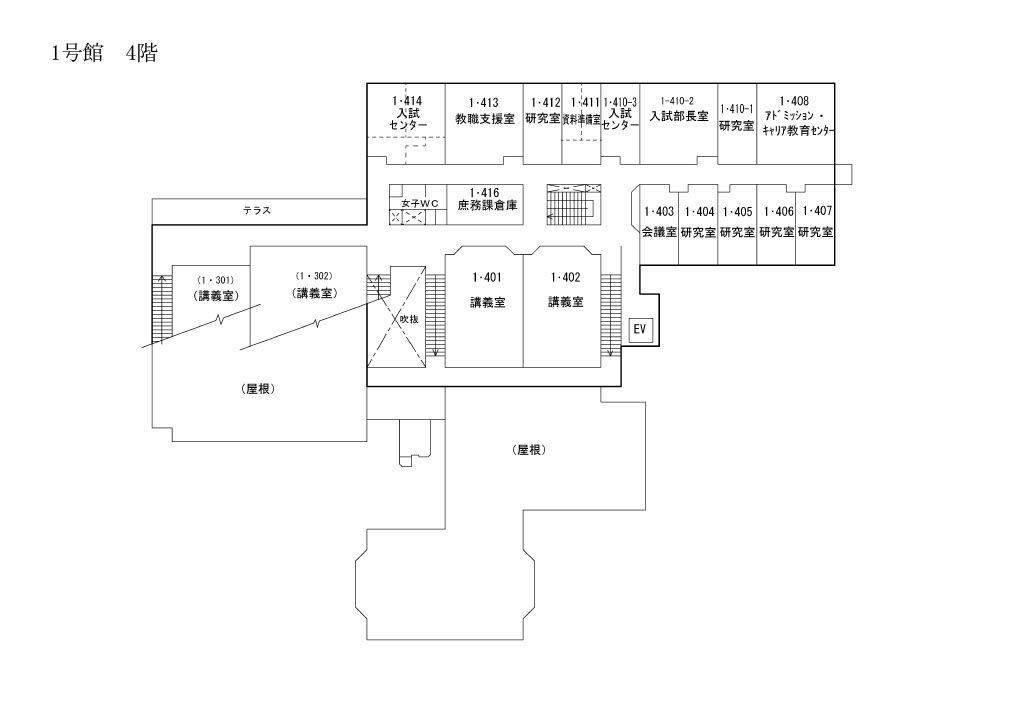 1号館　4階
1・414
入試
センター
1・413
教職支援室
1・412
研究室
1・411
資料準備室
1・410-3
入試
センター
1-410-2
入試部長室
1・410-1
研究室
1・408
ｱﾄﾞﾐｯｼｮﾝ・
ｷｬﾘｱ教育ｾﾝﾀｰ
女子WC
1・416
庶務課倉庫
テラス
1・403
会議室
1・404
研究室
1・405
研究室
1・406
研究室
1・407
研究室
(1・301)
(講義室)
(1・302)
(講義室)
吹抜
1・401
講義室
1・402
講義室
EV
(屋根)
(屋根)